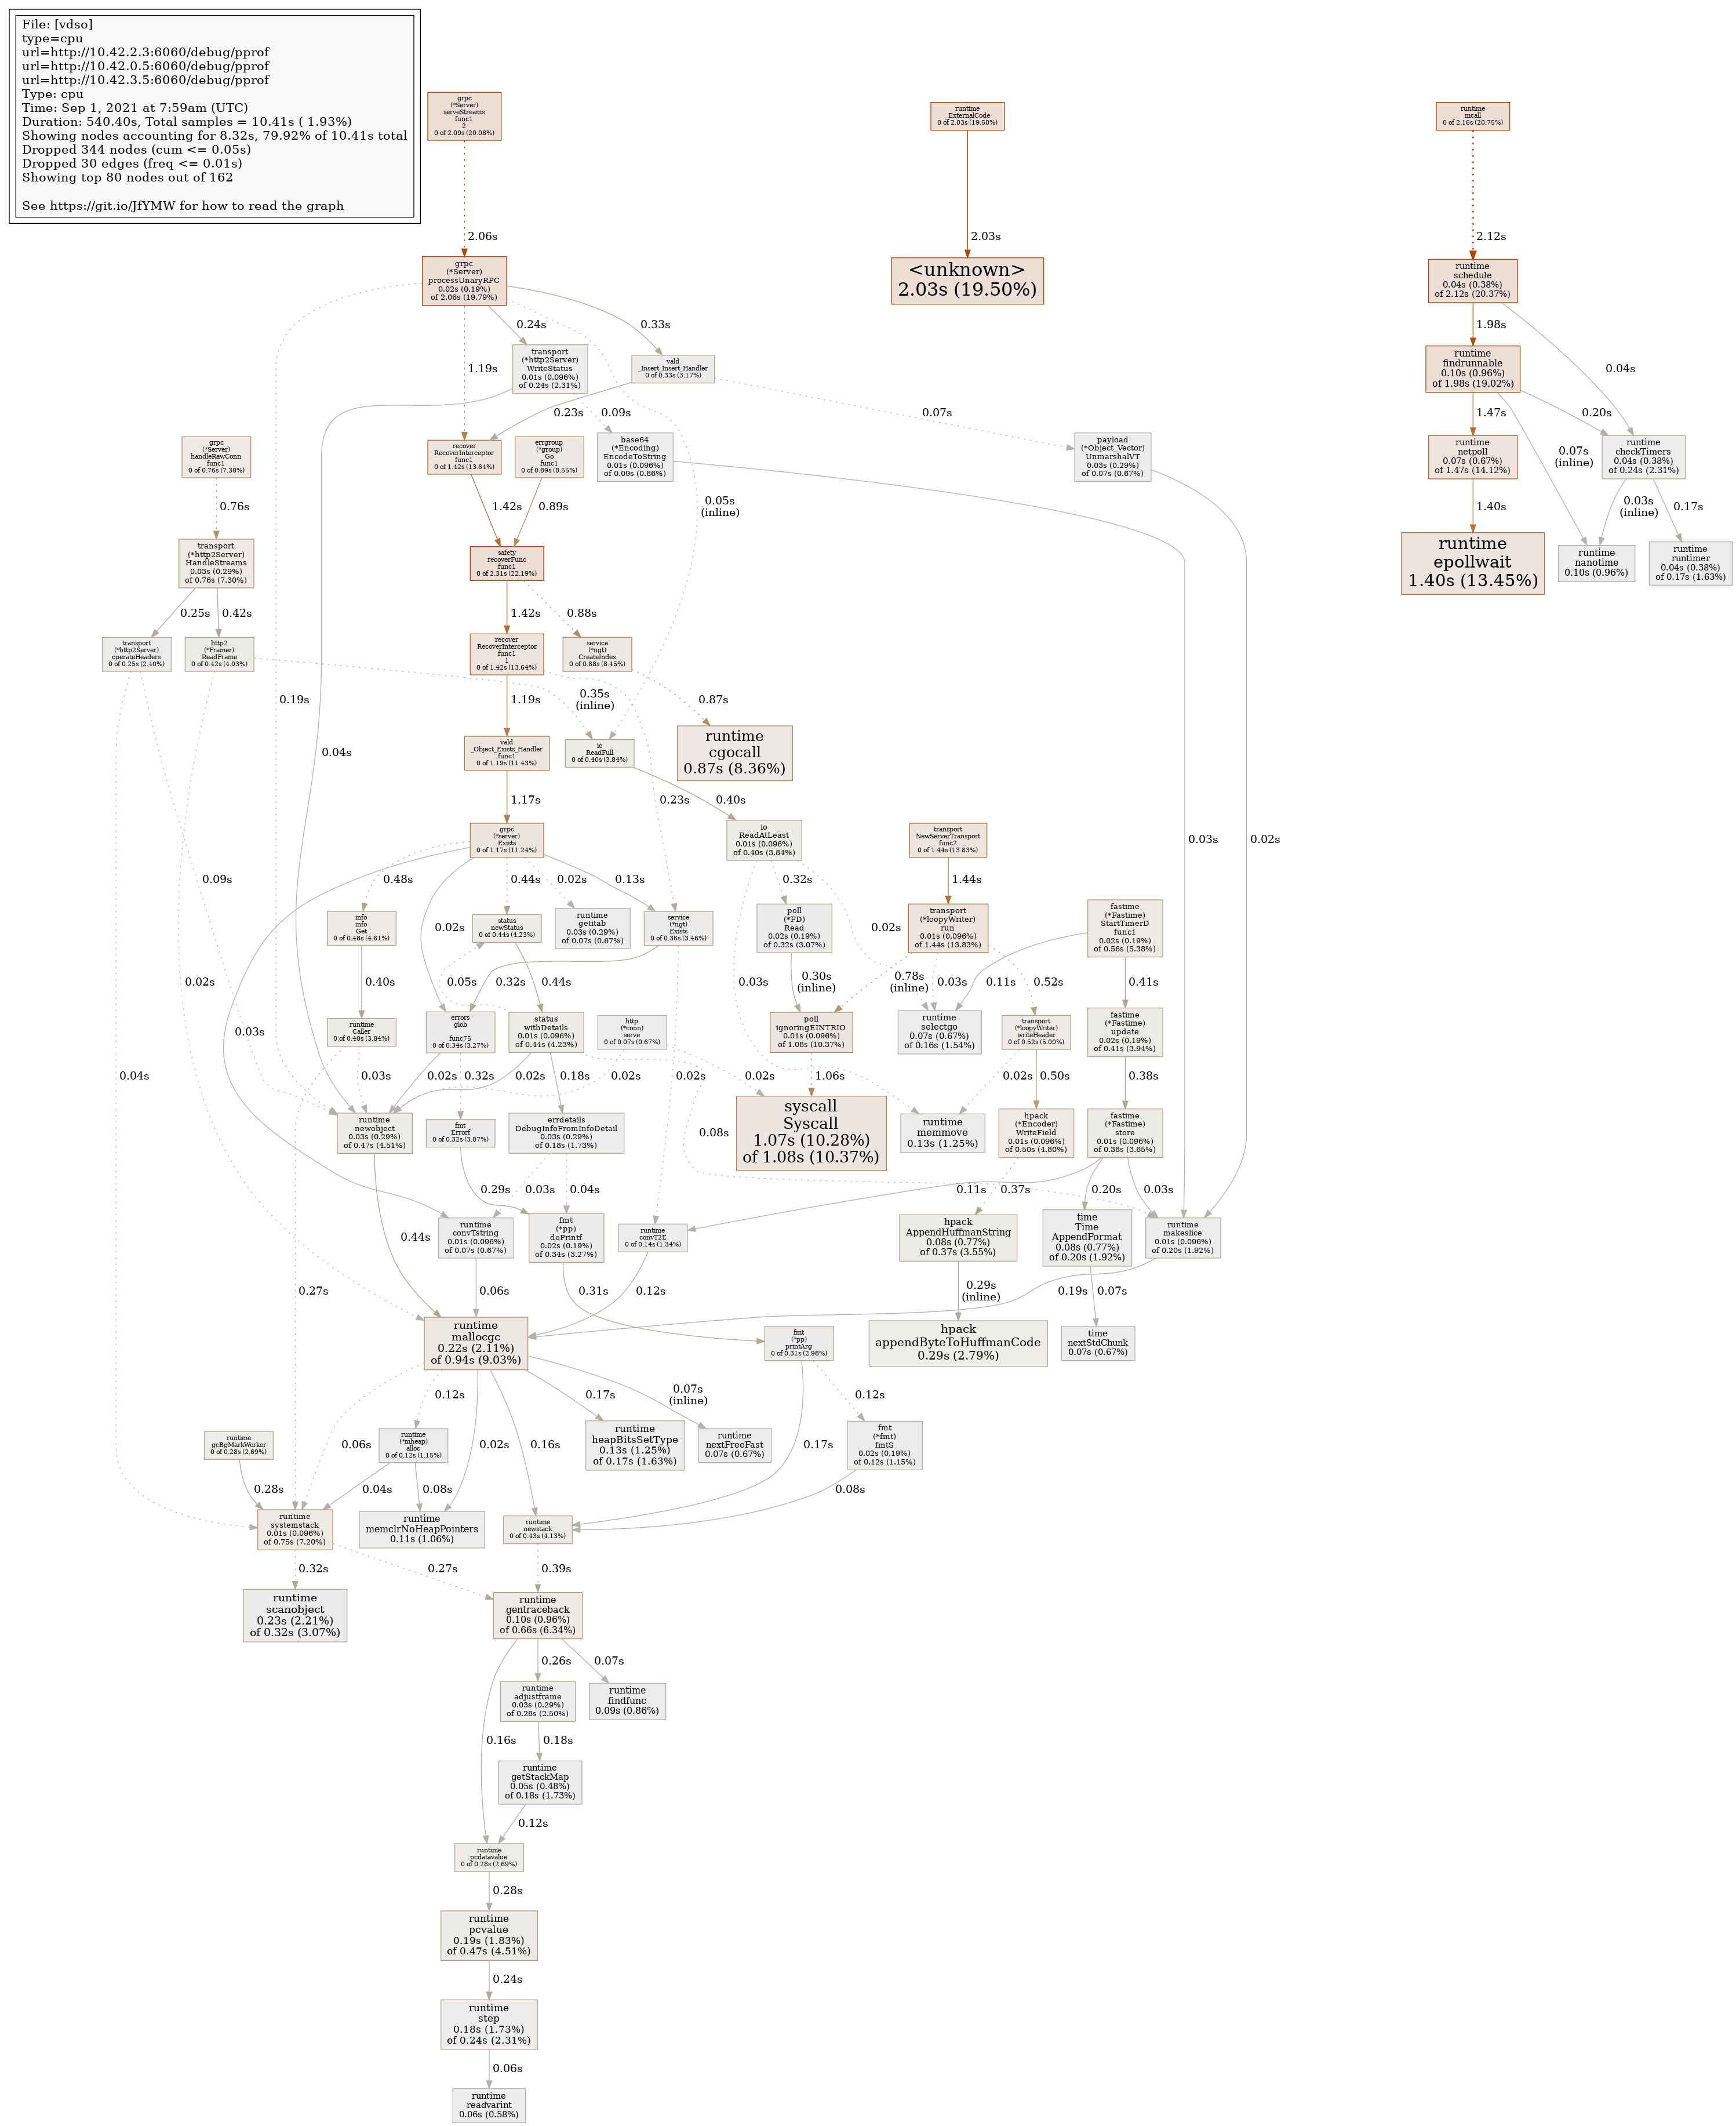 File: [vdso]
type=cpu
url=http://10.42.2.3:6060/debug/pprof
url=http://10.42.0.5:6060/debug/pprof
url=http://10.42.3.5:6060/debug/pprof
Type: cpu
Time: Sep 1, 2021 at 7:59am (UTC)
Duration: 540.40s, Total samples = 10.41s ( 1.93%)
Showing nodes accounting for 8.32s, 79.92% of 10.41s total
Dropped 344 nodes (cum <= 0.05s)
Dropped 30 edges (freq <= 0.01s)
Showing top 80 nodes out of 162
See https://git.io/JfYMW for how to read the graph
grpc
(*Server)
serveStreams
func1
2
0 of 2.09s (20.08%)
runtime
_ExternalCode
0 of 2.03s (19.50%)
runtime
mcall
0 of 2.16s (20.75%)
2.06s
2.03s
2.12s
grpc
(*Server)
processUnaryRPC
0.02s (0.19%)
of 2.06s (19.79%)
<unknown>
2.03s (19.50%)
runtime
schedule
0.04s (0.38%)
of 2.12s (20.37%)
0.24s
0.33s
1.98s
1.19s
0.04s
transport
(*http2Server)
WriteStatus
0.01s (0.096%)
of 0.24s (2.31%)
vald
_Insert_Insert_Handler
0 of 0.33s (3.17%)
runtime
findrunnable
0.10s (0.96%)
of 1.98s (19.02%)
0.23s
0.09s
0.07s
1.47s
0.20s
grpc
(*Server)
handleRawConn
func1
0 of 0.76s (7.30%)
recover
RecoverInterceptor
func1
0 of 1.42s (13.64%)
errgroup
(*group)
Go
func1
0 of 0.89s (8.55%)
base64
(*Encoding)
EncodeToString
0.01s (0.096%)
of 0.09s (0.86%)
payload
(*Object_Vector)
UnmarshalVT
0.03s (0.29%)
of 0.07s (0.67%)
runtime
netpoll
0.07s (0.67%)
of 1.47s (14.12%)
0.07s
(inline)
runtime
checkTimers
0.04s (0.38%)
of 0.24s (2.31%)
0.76s
1.42s
0.89s
0.05s
(inline)
1.40s
0.03s
(inline)
0.17s
transport
(*http2Server)
HandleStreams
0.03s (0.29%)
of 0.76s (7.30%)
safety
recoverFunc
func1
0 of 2.31s (22.19%)
runtime
epollwait
1.40s (13.45%)
runtime
nanotime
0.10s (0.96%)
runtime
runtimer
0.04s (0.38%)
of 0.17s (1.63%)
0.25s
0.42s
1.42s
0.88s
transport
(*http2Server)
operateHeaders
0 of 0.25s (2.40%)
http2
(*Framer)
ReadFrame
0 of 0.42s (4.03%)
recover
RecoverInterceptor
func1
1
0 of 1.42s (13.64%)
service
(*ngt)
CreateIndex
0 of 0.88s (8.45%)
0.19s
1.19s
0.35s
(inline)
0.87s
0.04s
vald
_Object_Exists_Handler
func1
0 of 1.19s (11.43%)
io
ReadFull
0 of 0.40s (3.84%)
runtime
cgocall
0.87s (8.36%)
1.17s
0.23s
0.40s
0.03s
0.02s
grpc
(*server)
Exists
0 of 1.17s (11.24%)
io
ReadAtLeast
0.01s (0.096%)
of 0.40s (3.84%)
transport
NewServerTransport
func2
0 of 1.44s (13.83%)
0.09s
0.48s
0.44s
0.02s
0.13s
0.32s
1.44s
info
info
Get
0 of 0.48s (4.61%)
0.02s
status
newStatus
0 of 0.44s (4.23%)
runtime
getitab
0.03s (0.29%)
of 0.07s (0.67%)
service
(*ngt)
Exists
0 of 0.36s (3.46%)
poll
(*FD)
Read
0.02s (0.19%)
of 0.32s (3.07%)
0.02s
transport
(*loopyWriter)
run
0.01s (0.096%)
of 1.44s (13.83%)
fastime
(*Fastime)
StartTimerD
func1
0.02s (0.19%)
of 0.56s (5.38%)
0.02s
0.03s
0.40s
0.05s
0.32s
0.44s
0.03s
0.30s
(inline)
0.78s
(inline)
0.03s
0.11s
0.52s
0.41s
runtime
Caller
0 of 0.40s (3.84%)
errors
glob
func75
0 of 0.34s (3.27%)
status
withDetails
0.01s (0.096%)
of 0.44s (4.23%)
http
(*conn)
serve
0 of 0.07s (0.67%)
poll
ignoringEINTRIO
0.01s (0.096%)
of 1.08s (10.37%)
runtime
selectgo
0.07s (0.67%)
of 0.16s (1.54%)
transport
(*loopyWriter)
writeHeader
0 of 0.52s (5.00%)
fastime
(*Fastime)
update
0.02s (0.19%)
of 0.41s (3.94%)
0.04s
0.03s
0.02s
0.32s
0.02s
0.18s
0.02s
0.02s
0.02s
1.06s
0.02s
0.50s
0.38s
runtime
newobject
0.03s (0.29%)
of 0.47s (4.51%)
fmt
Errorf
0 of 0.32s (3.07%)
errdetails
DebugInfoFromInfoDetail
0.03s (0.29%)
of 0.18s (1.73%)
0.08s
syscall
Syscall
1.07s (10.28%)
of 1.08s (10.37%)
runtime
memmove
0.13s (1.25%)
hpack
(*Encoder)
WriteField
0.01s (0.096%)
of 0.50s (4.80%)
fastime
(*Fastime)
store
0.01s (0.096%)
of 0.38s (3.65%)
0.29s
0.03s
0.04s
0.11s
0.37s
0.20s
0.03s
0.44s
runtime
convTstring
0.01s (0.096%)
of 0.07s (0.67%)
fmt
(*pp)
doPrintf
0.02s (0.19%)
of 0.34s (3.27%)
runtime
convT2E
0 of 0.14s (1.34%)
hpack
AppendHuffmanString
0.08s (0.77%)
of 0.37s (3.55%)
time
Time
AppendFormat
0.08s (0.77%)
of 0.20s (1.92%)
runtime
makeslice
0.01s (0.096%)
of 0.20s (1.92%)
0.27s
0.06s
0.31s
0.12s
0.29s
(inline)
0.19s
0.07s
runtime
mallocgc
0.22s (2.11%)
of 0.94s (9.03%)
fmt
(*pp)
printArg
0 of 0.31s (2.98%)
hpack
appendByteToHuffmanCode
0.29s (2.79%)
time
nextStdChunk
0.07s (0.67%)
0.12s
0.17s
0.07s
(inline)
0.12s
runtime
gcBgMarkWorker
0 of 0.28s (2.69%)
0.06s
runtime
(*mheap)
alloc
0 of 0.12s (1.15%)
0.02s
0.16s
runtime
heapBitsSetType
0.13s (1.25%)
of 0.17s (1.63%)
runtime
nextFreeFast
0.07s (0.67%)
0.17s
fmt
(*fmt)
fmtS
0.02s (0.19%)
of 0.12s (1.15%)
0.28s
0.04s
0.08s
0.08s
runtime
systemstack
0.01s (0.096%)
of 0.75s (7.20%)
runtime
memclrNoHeapPointers
0.11s (1.06%)
runtime
newstack
0 of 0.43s (4.13%)
0.32s
0.27s
0.39s
runtime
scanobject
0.23s (2.21%)
of 0.32s (3.07%)
runtime
gentraceback
0.10s (0.96%)
of 0.66s (6.34%)
0.26s
0.07s
runtime
adjustframe
0.03s (0.29%)
of 0.26s (2.50%)
runtime
findfunc
0.09s (0.86%)
0.16s
0.18s
runtime
getStackMap
0.05s (0.48%)
of 0.18s (1.73%)
0.12s
runtime
pcdatavalue
0 of 0.28s (2.69%)
0.28s
runtime
pcvalue
0.19s (1.83%)
of 0.47s (4.51%)
0.24s
runtime
step
0.18s (1.73%)
of 0.24s (2.31%)
0.06s
runtime
readvarint
0.06s (0.58%)